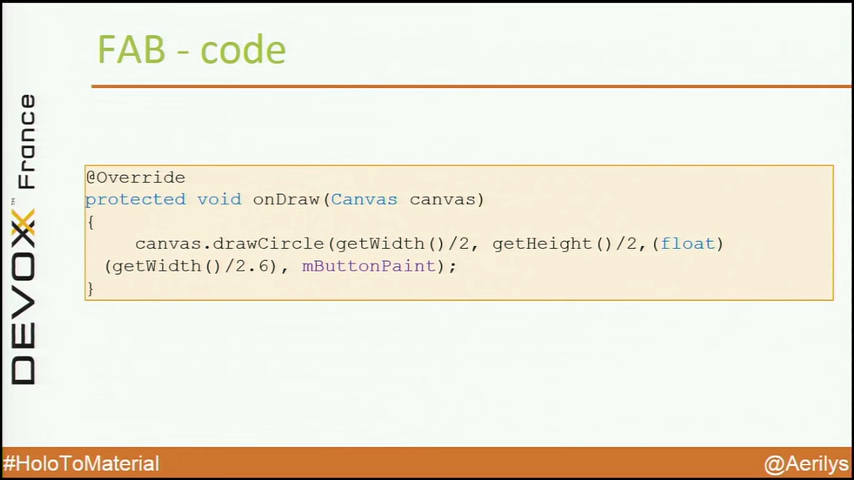 FAB - code
DEVOXX™ France
@Override
protected void onDraw(Canvas canvas)
{
canvas.drawCircle(getWidth()/2, getHeight()/2,(float)
(getWidth()/2.6), mButtonPaint);
}
#HoloToMaterial
@Aerilys